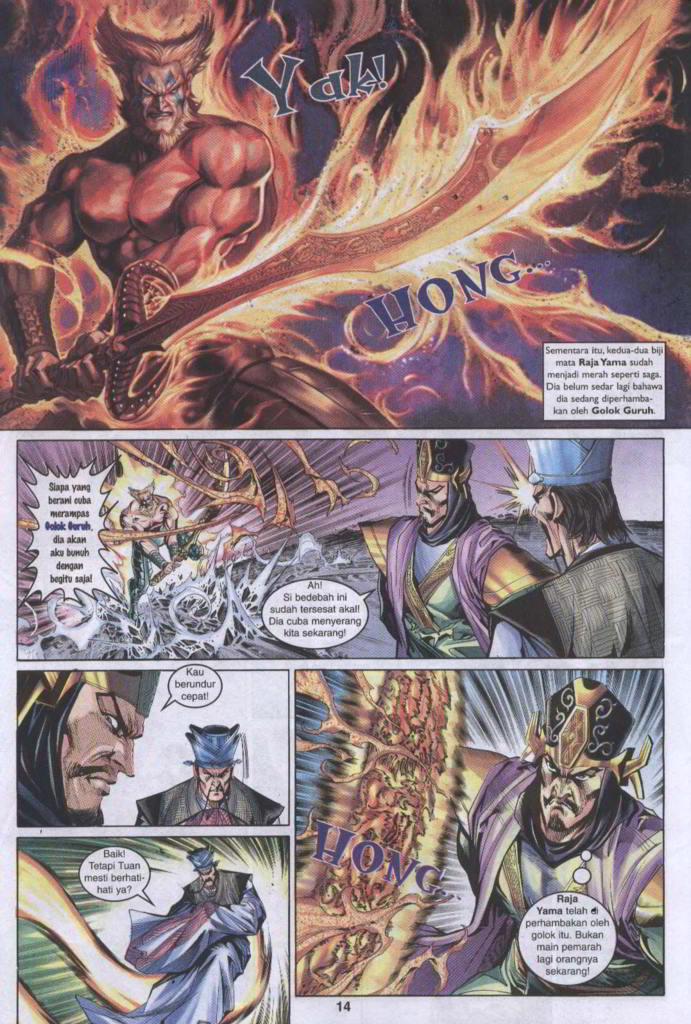 Yak!
HONG...
Sementara itu, kedua-dua biji
mata Raja Yama sudah
menjadi merah seperti saga.
Dia belum sedar lagi bahawa
dia sedang diperhamba-
kan oleh Golok Guruh.
Siapa yang
berani cuba
merampas
Golok Guruh,
dia akan
aku bunuh
dengan
begitu saja!
Ah!
Si bedebah ini
sudah tersesat akal!
Dia cuba menyerang
kita sekarang!
Kau
berundur
cepat!
Baik!
Tetapi Tuan
mesti berhati-
hati ya?
HONG...
Raja
Yama telah di
perhambakan oleh
golok itu. Bukan
main pemarah
lagi orangnya
sekarang!
14